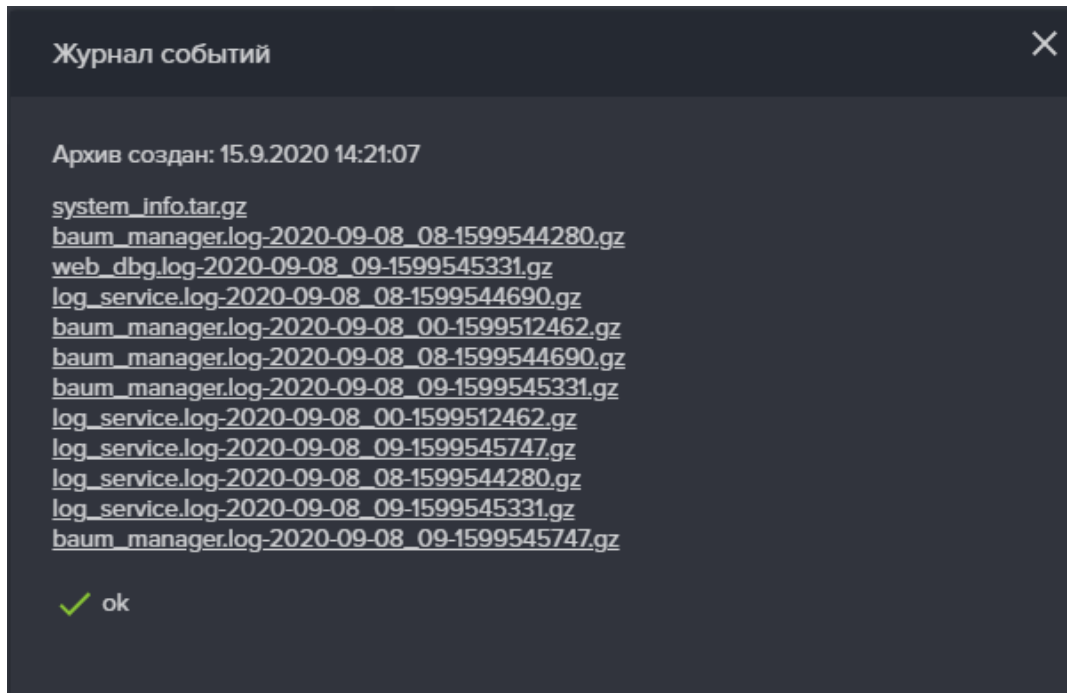 Журнал событий
Архив создан: 15.9.2020 14:21:07
system_info.tar.gz
baum_manager.log-2020-09-08_08-1599544280.gz
web_dbg.log-2020-09-08_09-1599545331.gz
log_service.log-2020-09-08_08-1599544690.gz
baum_manager.log-2020-09-08_00-1599512462.gz
baum_manager.log-2020-09-08_08-1599544690.gz
baum_manager.log-2020-09-08_09-1599545331.gz
log_service.log-2020-09-08_00-1599512462.gz
log_service.log-2020-09-08_09-1599545747.gz
log_service.log-2020-09-08_08-1599544280.gz
log_service.log-2020-09-08_09-1599545331.gz
baum_manager.log-2020-09-08_09-1599545747.gz
ok